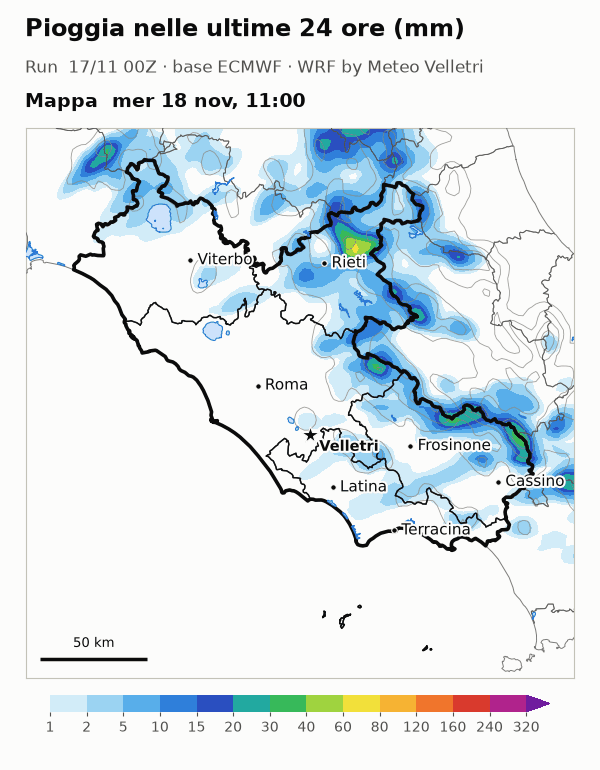 Pioggia nelle ultime 24 ore (mm)
Run 17/11 00Z · base ECMWF · WRF by Meteo Velletri
Mappa mer 18 nov, 11:00
Viterbo
Rieti
Roma
Velletri
Frosinone
Latina
Cassino
Terracina
50 km
1 2 5 10 15 20 30 40 60 80 120 160 240 320